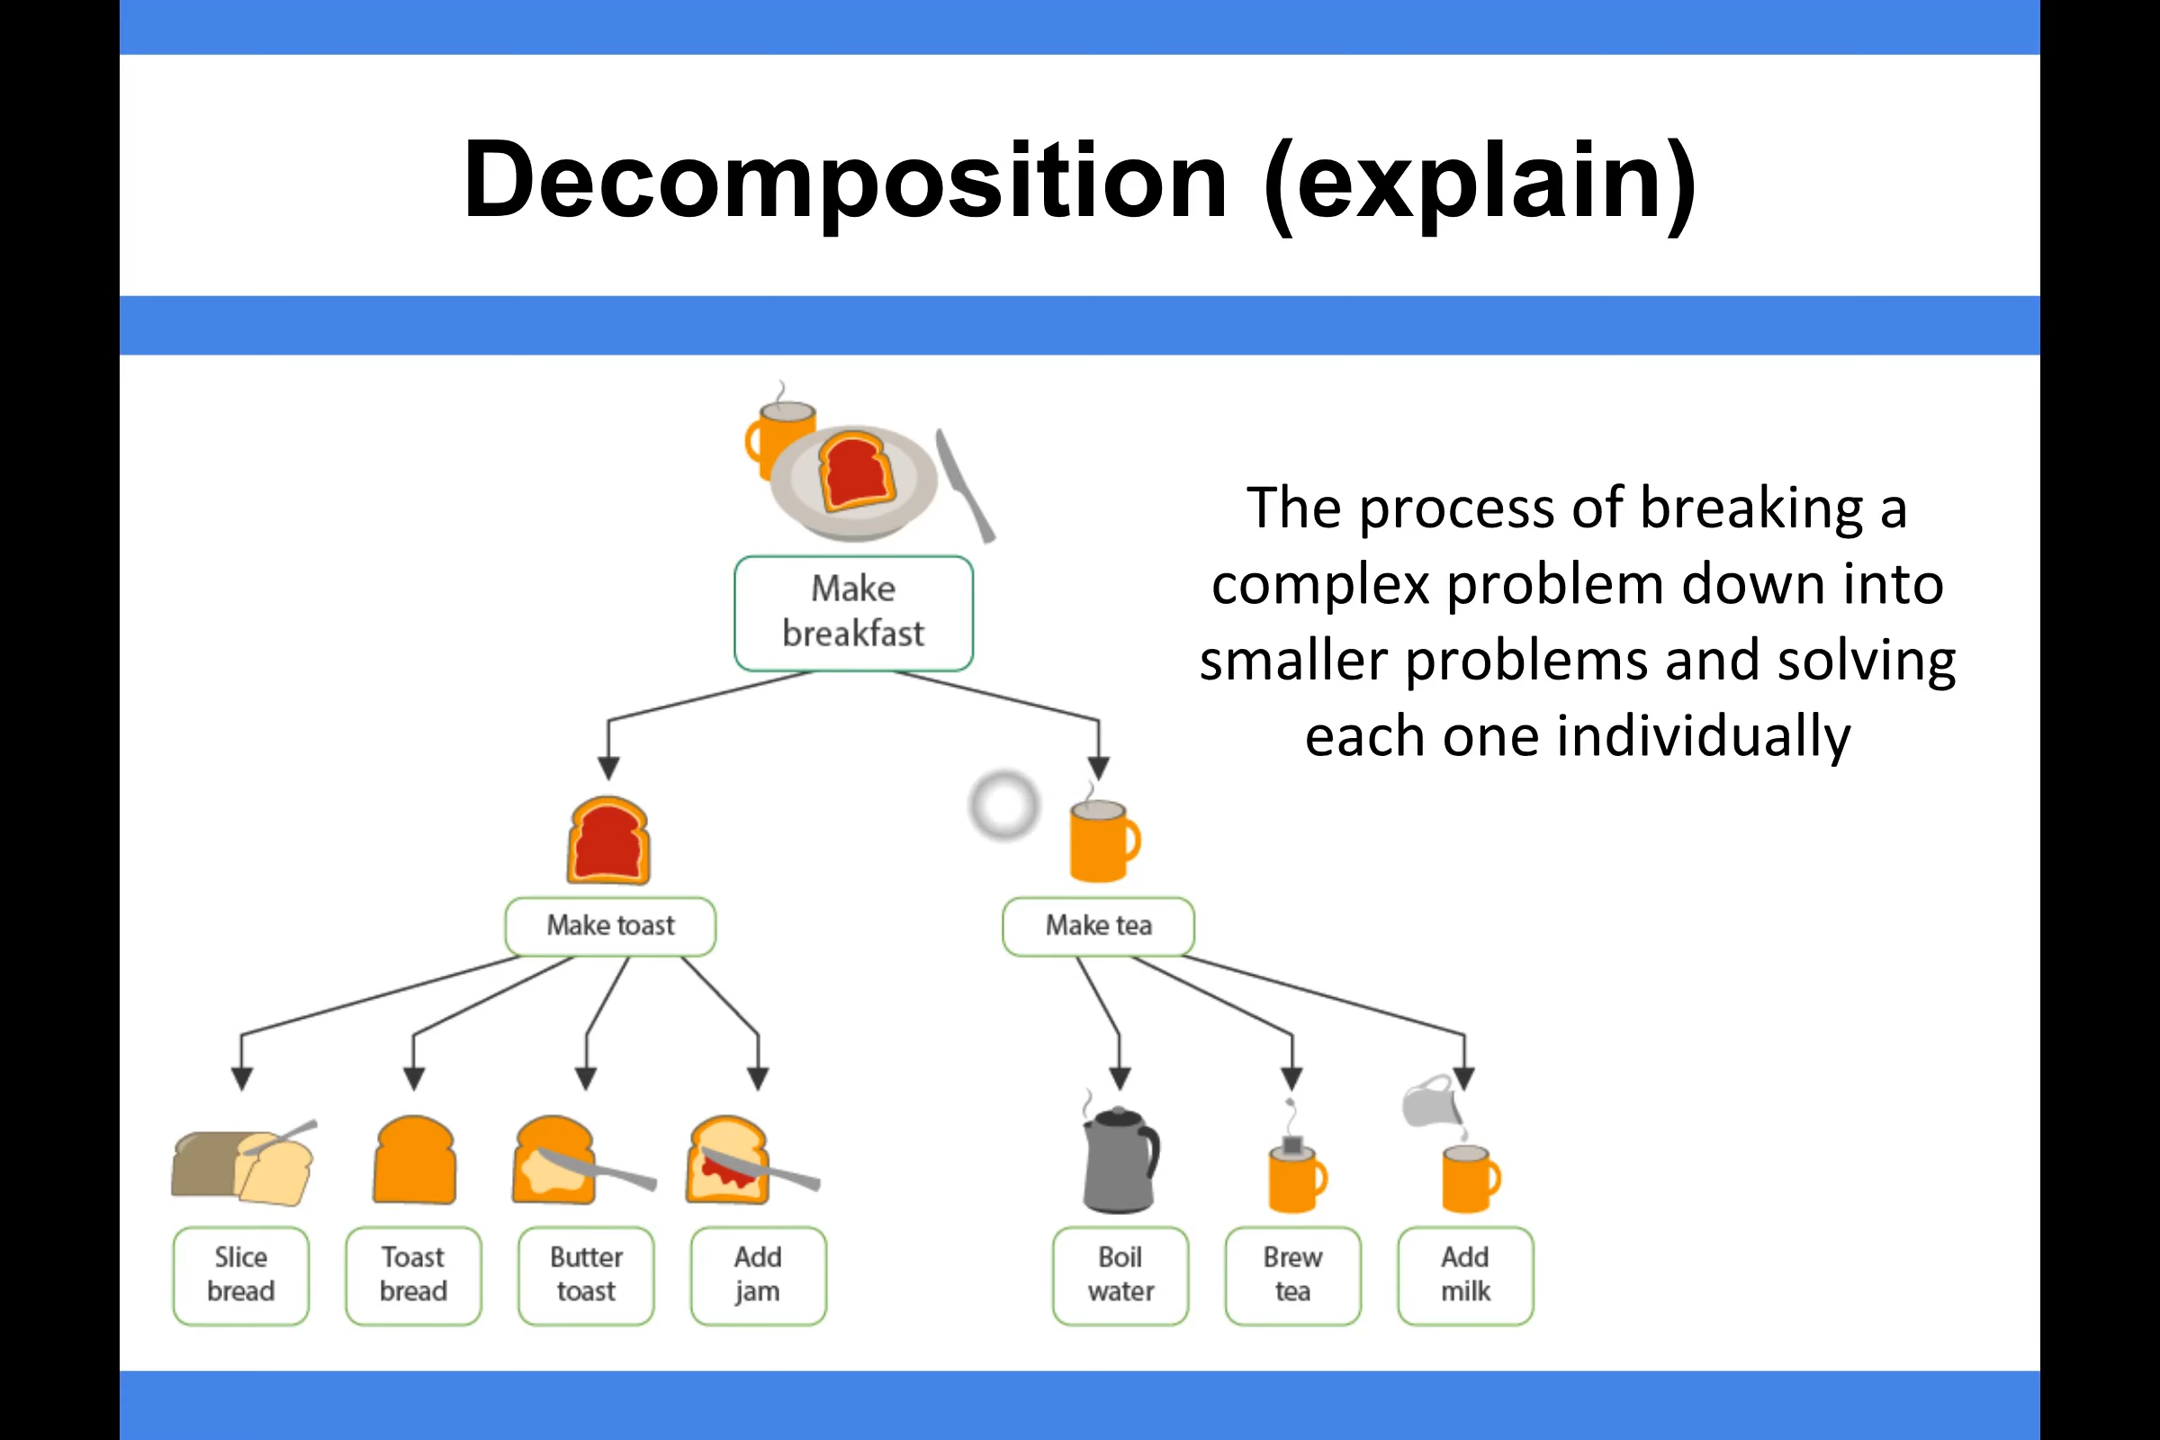 Decomposition (explain)
The process of breaking a
complex problem down into
smaller problems and solving
each one individually
Make
breakfast
Make toast
Make tea
Slice
bread
Toast
bread
Butter
toast
Add
jam
Boil
water
Brew
tea
Add
milk